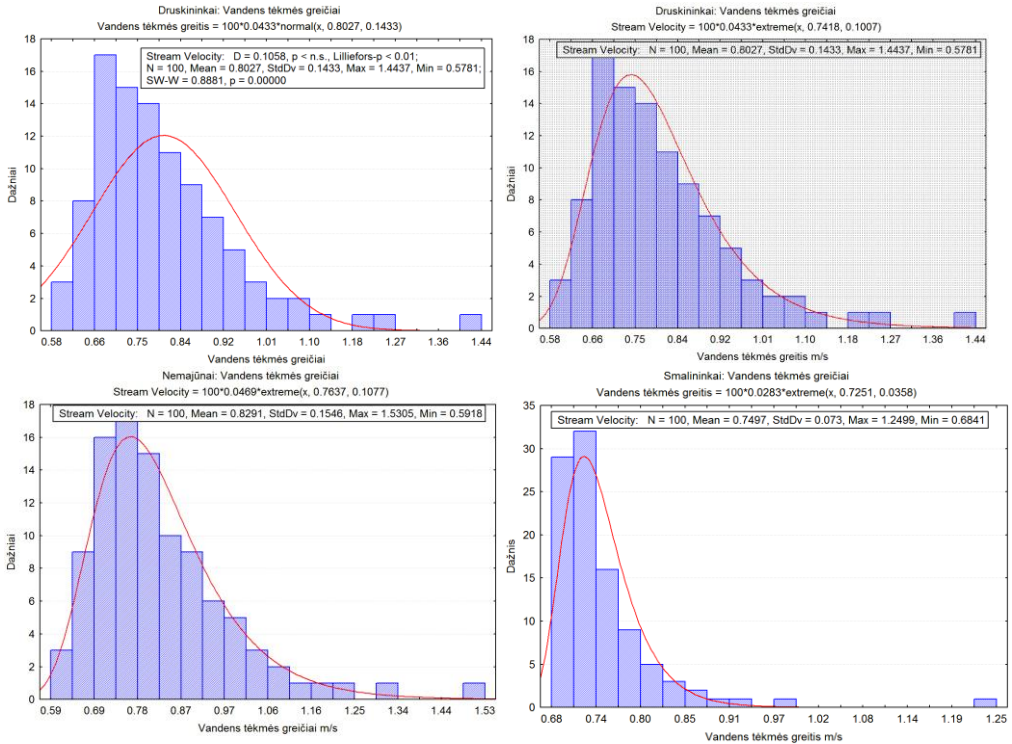 Druskininkai: Vandens tėkmės greičiai
Vandens tėkmės greitis = 100*0.0433*normal(x, 0.8027, 0.1433)
Stream Velocity: D = 0.1058, p < n.s., Lilliefors-p < 0.01;
N = 100, Mean = 0.8027, StdDv = 0.1433, Max = 1.4437, Min = 0.5781;
SW-W = 0.8881, p = 0.00000
18
16
14
12
10
8
6
4
2
0
Dažniai
0.58 0.66 0.75 0.84 0.92 1.01 1.10 1.18 1.27 1.36 1.44
Vandens tėkmės greičiai
Druskininkai: Vandens tėkmės greičiai
Stream Velocity = 100*0.0433*extreme(x, 0.7418, 0.1007)
Stream Velocity: N = 100, Mean = 0.8027, StdDv = 0.1433, Max = 1.4437, Min = 0.5781
18
16
14
12
10
8
6
4
2
0
Dažniai
0.58 0.66 0.75 0.84 0.92 1.01 1.10 1.18 1.27 1.36 1.44
Vandens tėkmės greitis m/s
Nemajūnai: Vandens tėkmės greičiai
Stream Velocity = 100*0.0469*extreme(x, 0.7637, 0.1077)
Stream Velocity: N = 100, Mean = 0.8291, StdDv = 0.1546, Max = 1.5305, Min = 0.5918
18
16
14
12
10
8
6
4
2
0
Dažniai
0.59 0.69 0.78 0.87 0.97 1.06 1.16 1.25 1.34 1.44 1.53
Vandens tėkmės greičiai m/s
Smalininkai: Vandens tėkmės greičiai
Vandens tėkmės greitis = 100*0.0283*extreme(x, 0.7251, 0.0358)
Stream Velocity: N = 100, Mean = 0.7497, StdDv = 0.073, Max = 1.2499, Min = 0.6841
35
30
25
20
15
10
5
0
Dažnis
0.68 0.74 0.80 0.85 0.91 0.97 1.02 1.08 1.14 1.19 1.25
Vandens tėkmės greitis m/s